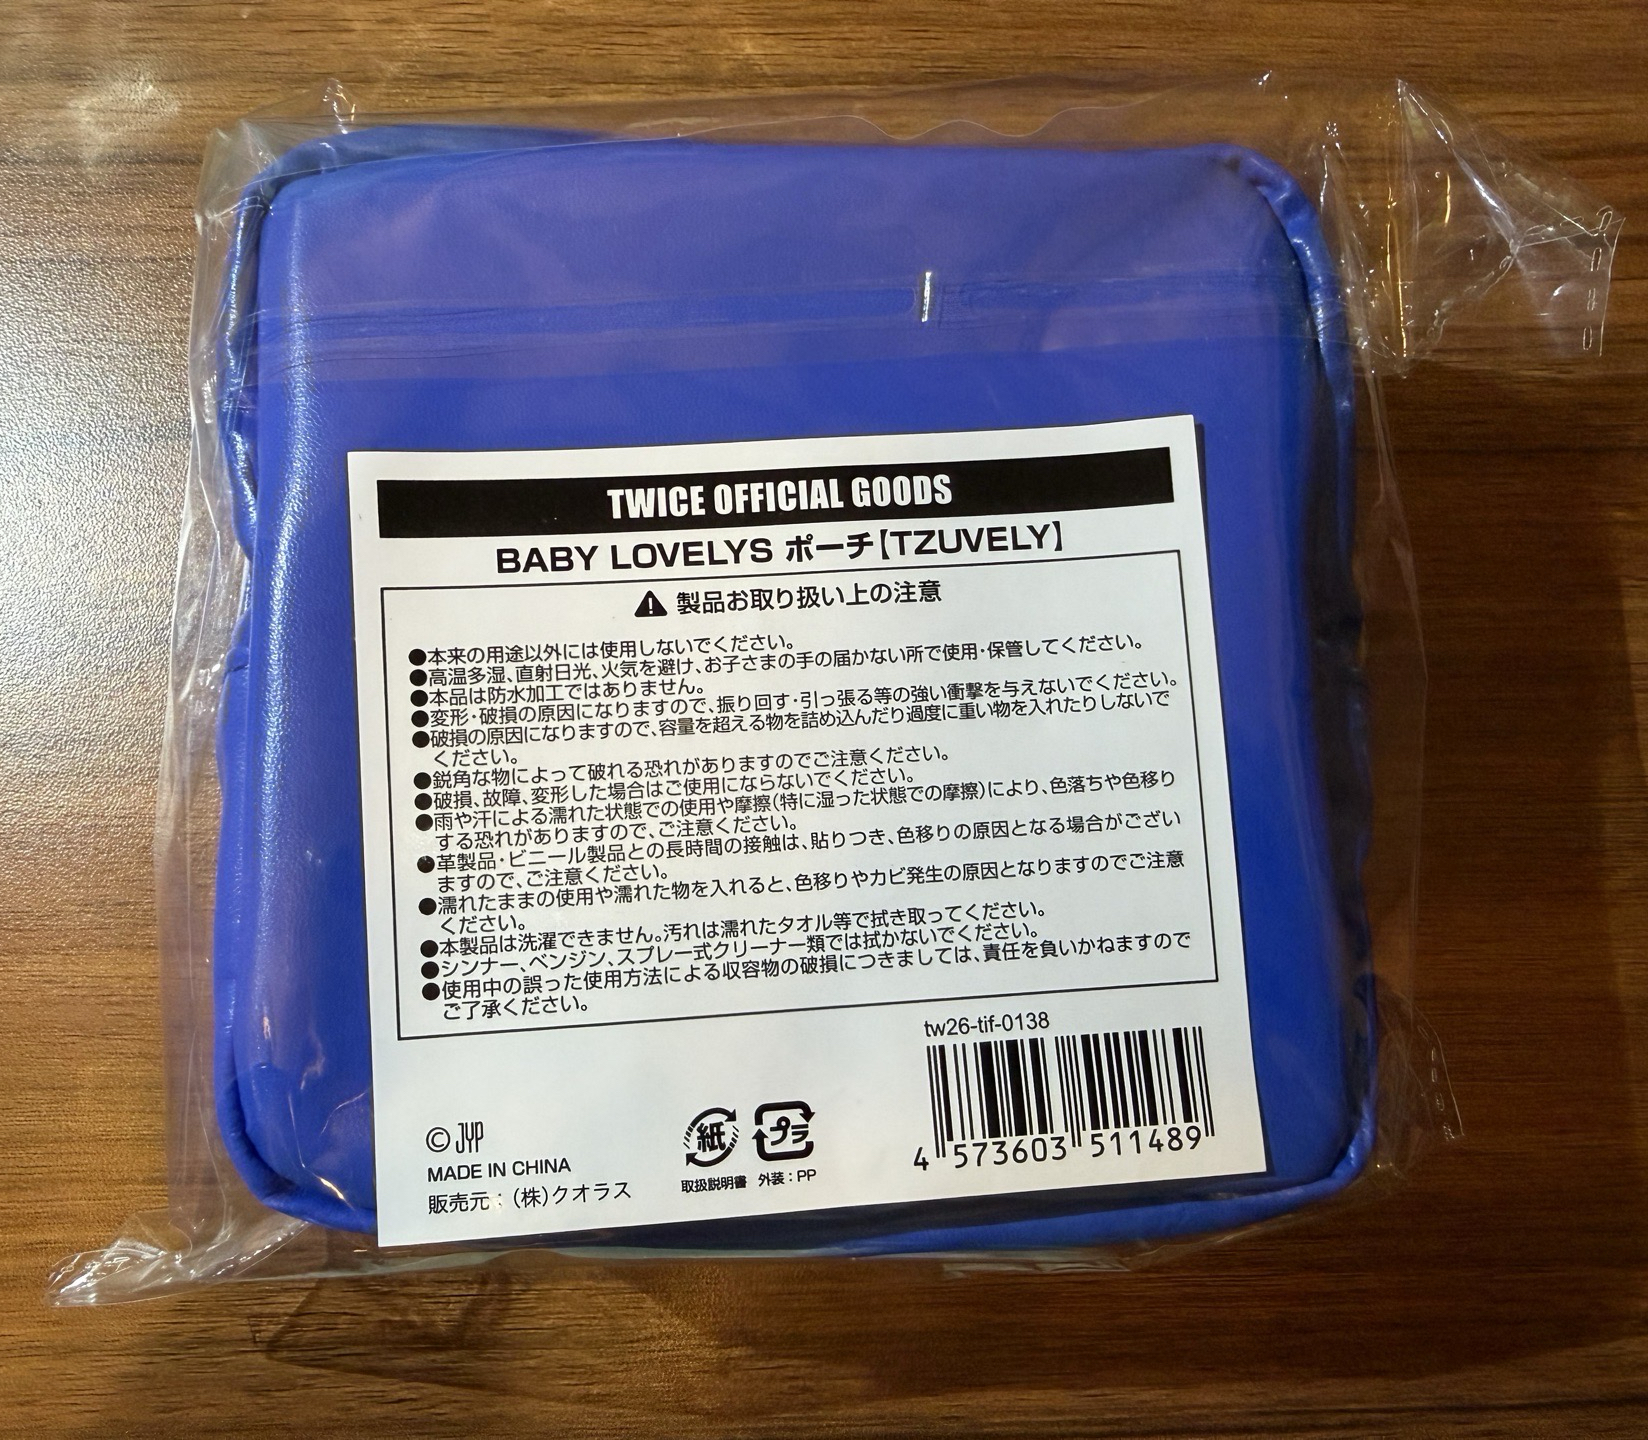 TWICE OFFICIAL GOODS
BABY LOVELYS ポーチ【TZUVELY】
製品お取り扱い上の注意
●本来の用途以外には使用しないでください。
●高温多湿、直射日光、火気を避け、お子さまの手の届かない所で使用・保管してください。
●本品は防水加工ではありません。
●変形・破損の原因になりますので、振り回す・引っ張る等の強い衝撃を与えないでください。
●破損の原因になりますので、容量を超える物を詰め込んだり過度に重い物を入れたりしないで
ください。
●鋭角な物によって破れる恐れがありますのでご注意ください。
●破損、故障、変形した場合はご使用にならないでください。
●雨や汗による濡れた状態での使用や摩擦(特に湿った状態での摩擦)により、色落ちや色移り
する恐れがありますので、ご注意ください。
●革製品・ビニール製品との長時間の接触は、貼りつき、色移りの原因となる場合がござい
ますので、ご注意ください。
●濡れたままの使用や濡れた物を入れると、色移りやカビ発生の原因となりますのでご注意
ください。
●本製品は洗濯できません。汚れは濡れたタオル等で拭き取ってください。
●シンナー、ベンジン、スプレー式クリーナー類では拭かないでください。
●使用中の誤った使用方法による収容物の破損につきましては、責任を負いかねますので
ご了承ください。
tw26-tif-0138
4 573603 511489
© JYP
MADE IN CHINA
販売元：(株)クオラス
紙
取扱説明書
プラ
外装：PP